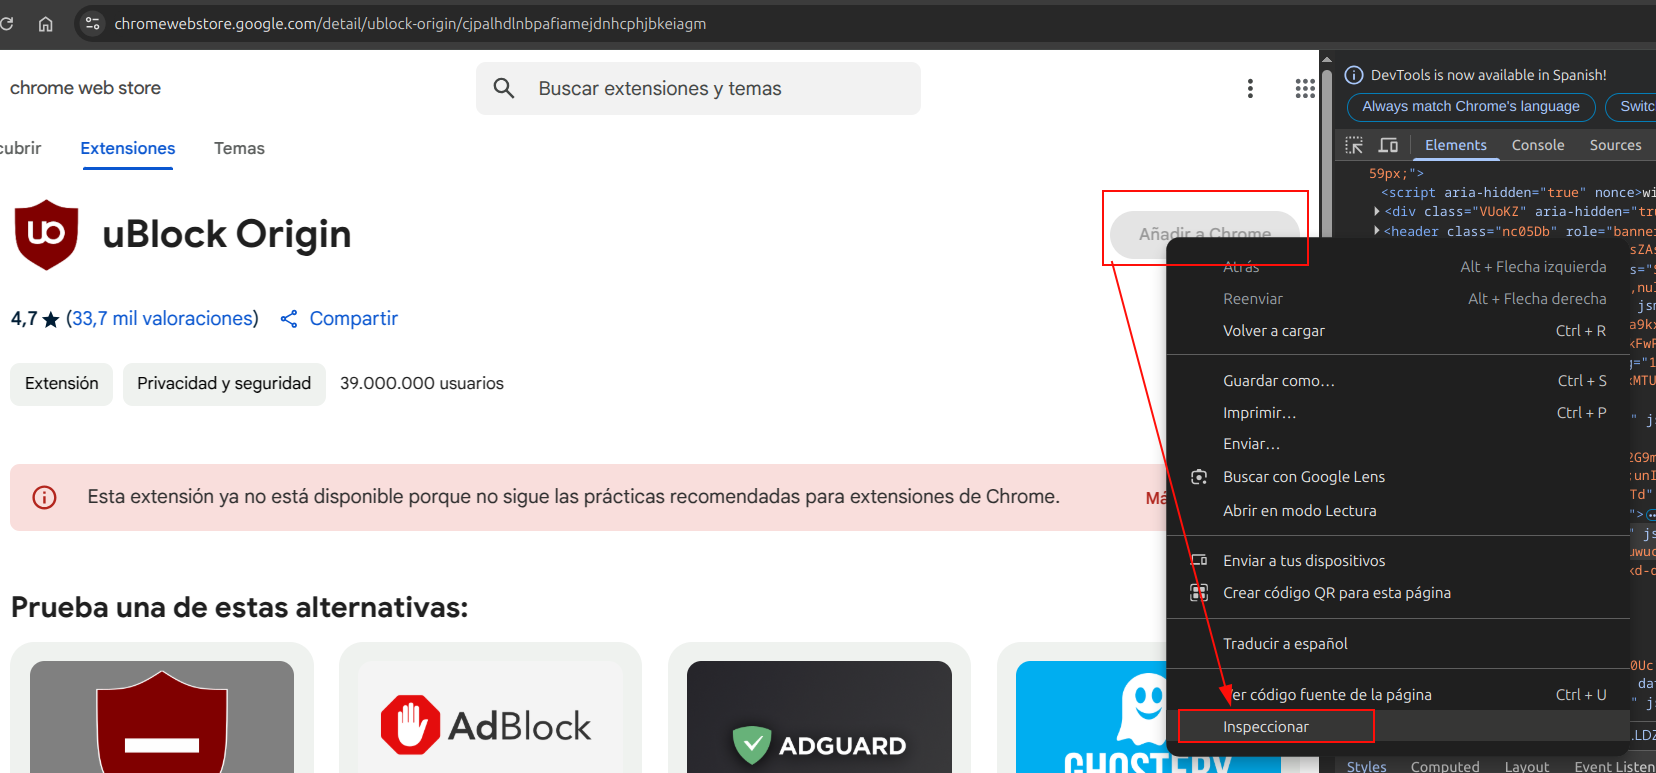 chromewebstore.google.com/detail/ublock-origin/cjpalhdlnbpafiamejdnhcphjbkeiagm
chrome web store
Buscar extensiones y temas
cubrir
Extensiones
Temas
uo
uBlock Origin
Añadir a Chrome
4,7 ★ (33,7 mil valoraciones)
Compartir
Extensión
Privacidad y seguridad
39.000.000 usuarios
Esta extensión ya no está disponible porque no sigue las prácticas recomendadas para extensiones de Chrome.
Má
Prueba una de estas alternativas:
AdBlock
ADGUARD
GHOSTERY
Atrás Alt + Flecha izquierda
Reenviar Alt + Flecha derecha
Volver a cargar Ctrl + R
Guardar como… Ctrl + S
Imprimir… Ctrl + P
Enviar…
Buscar con Google Lens
Abrir en modo Lectura
Enviar a tus dispositivos
Crear código QR para esta página
Traducir a español
Ver código fuente de la página Ctrl + U
Inspeccionar
DevTools is now available in Spanish!
Always match Chrome's language
Switc
Elements
Console
Sources
59px;">
<script aria-hidden="true" nonce>wi
<div class="VUoKZ" aria-hidden="tru
<header class="nc05Db" role="banner
Styles
Computed
Layout
Event Listen